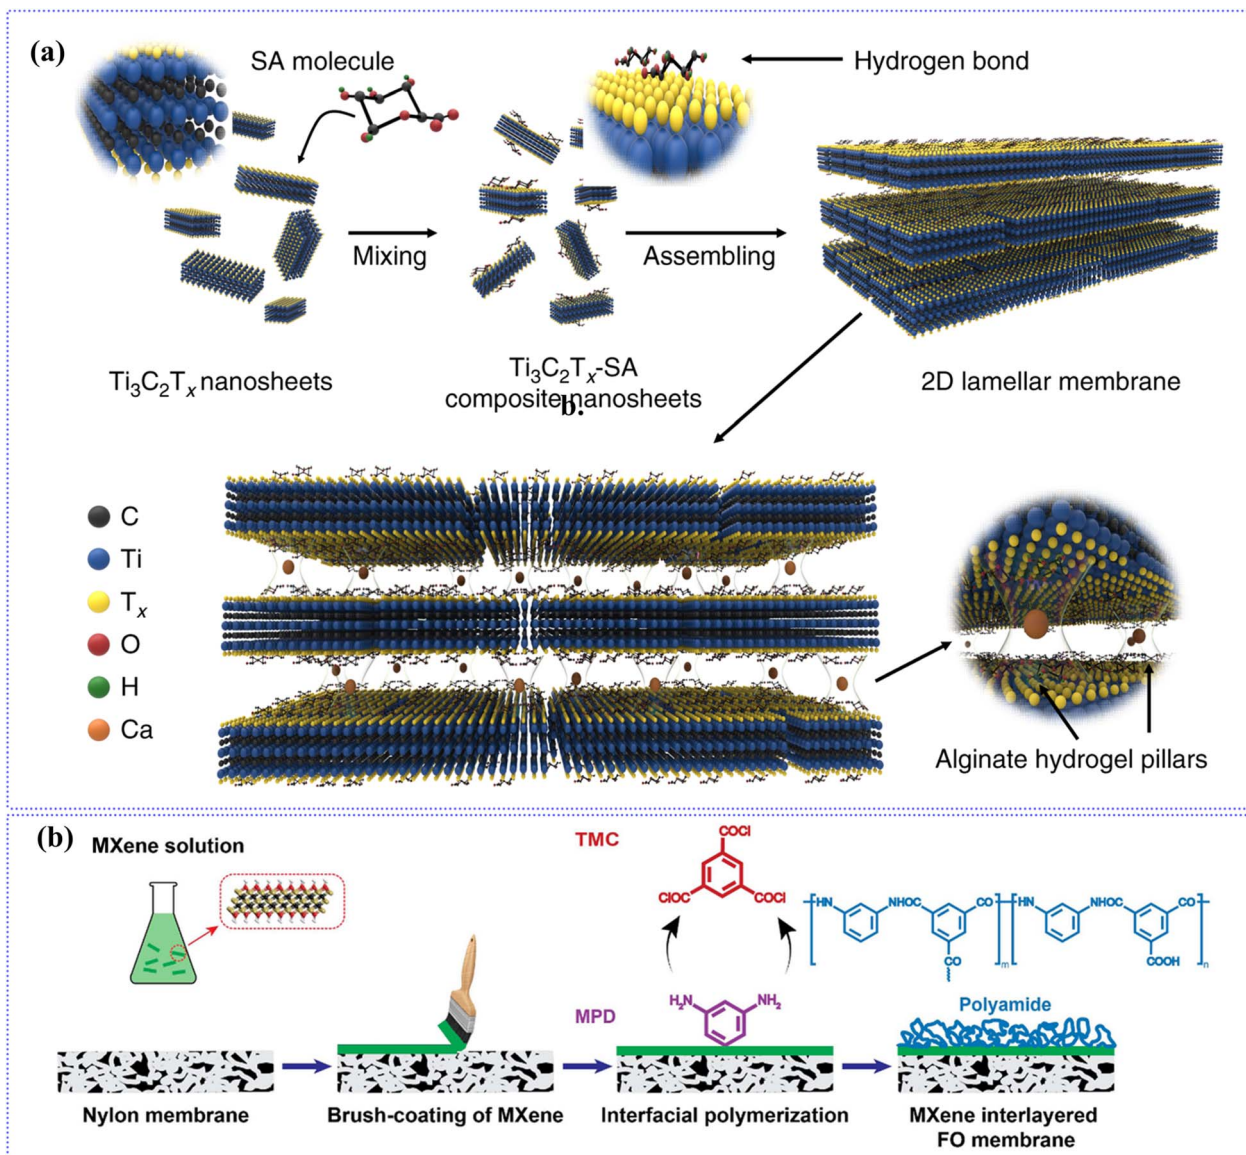 (a)
SA molecule
Hydrogen bond
Mixing
Assembling
Ti₃C₂Tₓ nanosheets
Ti₃C₂Tₓ-SA
composite nanosheets
b.
2D lamellar membrane
C
Ti
Tₓ
O
H
Ca
Alginate hydrogel pillars
(b)
MXene solution
TMC
COCl
ClOC
COCl
HN
NHCO
CO
HN
NHCO
CO
CO
m
COOH
n
MPD
H₂N
NH₂
Polyamide
Nylon membrane
Brush-coating of MXene
Interfacial polymerization
MXene interlayered
FO membrane